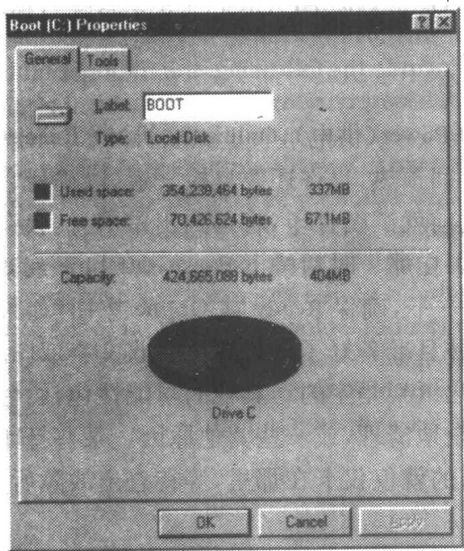 Boot (C:) Properties
General Tools
Label: BOOT
Type: Local Disk
Used space: 354,239,464 bytes 337MB
Free space: 70,426,624 bytes 67.1MB
Capacity: 424,665,088 bytes 404MB
Drive C
OK Cancel Apply